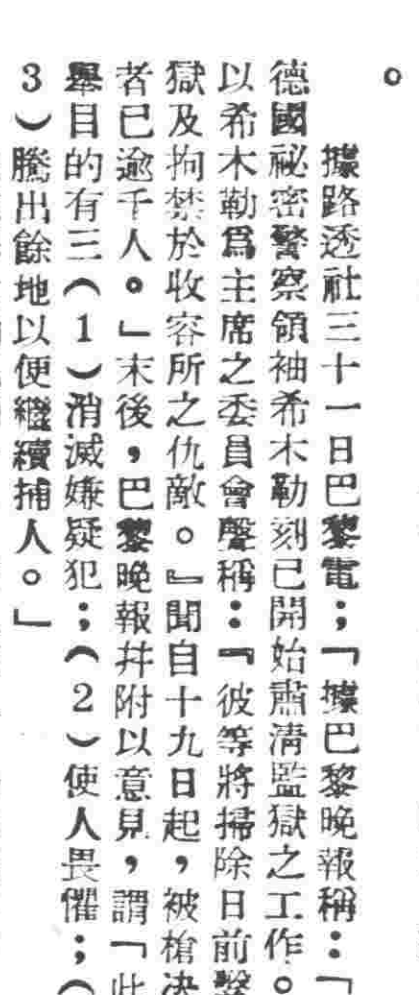 。
據路透社三十一日巴黎電；「據巴黎晚報稱：「
德國祕密警察領袖希木勒刻已開始肅清監獄之工作。
以希木勒爲主席之委員會聲稱：『彼等將掃除日前繫
獄及拘禁於收容所之仇敵。』聞自十九日起，被槍决
者已逾千人。」末後，巴黎晚報幷附以意見，謂「此
舉目的有三（1）消滅嫌疑犯；（2）使人畏懼；（
3）騰出餘地以便繼續捕人。」